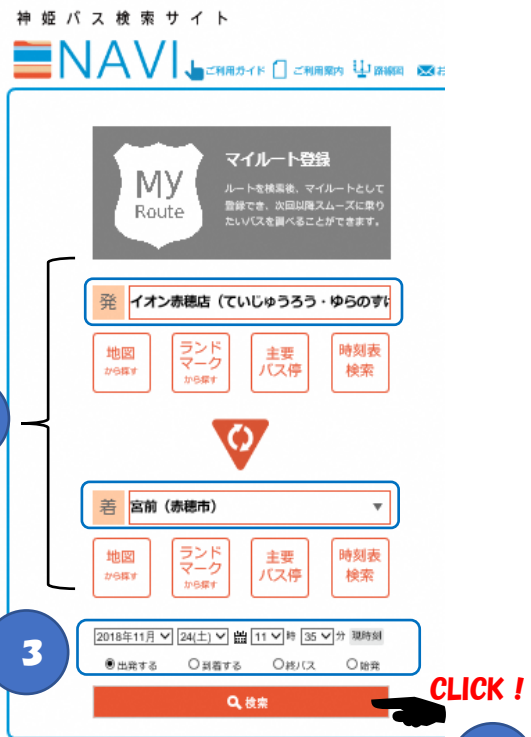 神姫バス検索サイト
NAVI
ご利用ガイド ご利用案内 路線図 お
My
Route
マイルート登録
ルートを検索後、マイルートとして
登録でき、次回以降スムーズに乗り
たいバスを調べることができます。
発 イオン赤穂店（ていじゅうろう・ゆらのすけ
地図
から探す
ランド
マーク
から探す
主要
バス停
時刻表
検索
着 宮前（赤穂市）
地図
から探す
ランド
マーク
から探す
主要
バス停
時刻表
検索
3
2018年11月 24(土) 11 時 35 分 現時刻
出発する 到着する 終バス 始発
検索
CLICK！